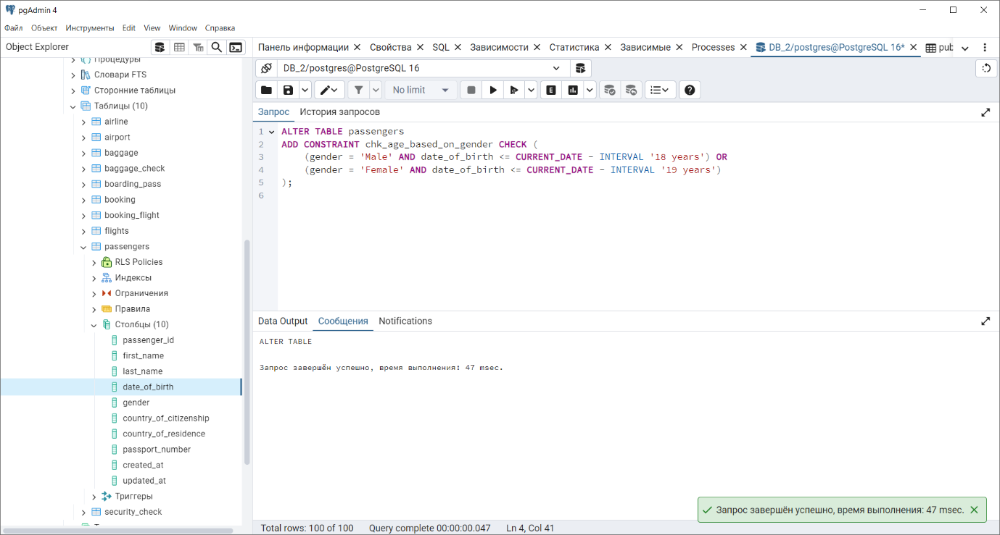 pgAdmin 4
Файл Объект Инструменты Edit View Window Справка
Object Explorer
Панель информации Свойства SQL Зависимости Статистика Зависимые Processes DB_2/postgres@PostgreSQL 16* pub
DB_2/postgres@PostgreSQL 16
No limit
E
Запрос История запросов
Процедуры
Словари FTS
Сторонние таблицы
Таблицы (10)
airline
airport
baggage
baggage_check
boarding_pass
booking
booking_flight
flights
passengers
RLS Policies
Индексы
Ограничения
Правила
Столбцы (10)
passenger_id
first_name
last_name
date_of_birth
gender
country_of_citizenship
country_of_residence
passport_number
created_at
updated_at
Триггеры
security_check
1 ALTER TABLE passengers
2 ADD CONSTRAINT chk_age_based_on_gender CHECK (
3 (gender = 'Male' AND date_of_birth <= CURRENT_DATE - INTERVAL '18 years') OR
4 (gender = 'Female' AND date_of_birth <= CURRENT_DATE - INTERVAL '19 years')
5 );
6
Data Output Сообщения Notifications
ALTER TABLE
Запрос завершён успешно, время выполнения: 47 msec.
Запрос завершён успешно, время выполнения: 47 msec.
Total rows: 100 of 100 Query complete 00:00:00.047 Ln 4, Col 41